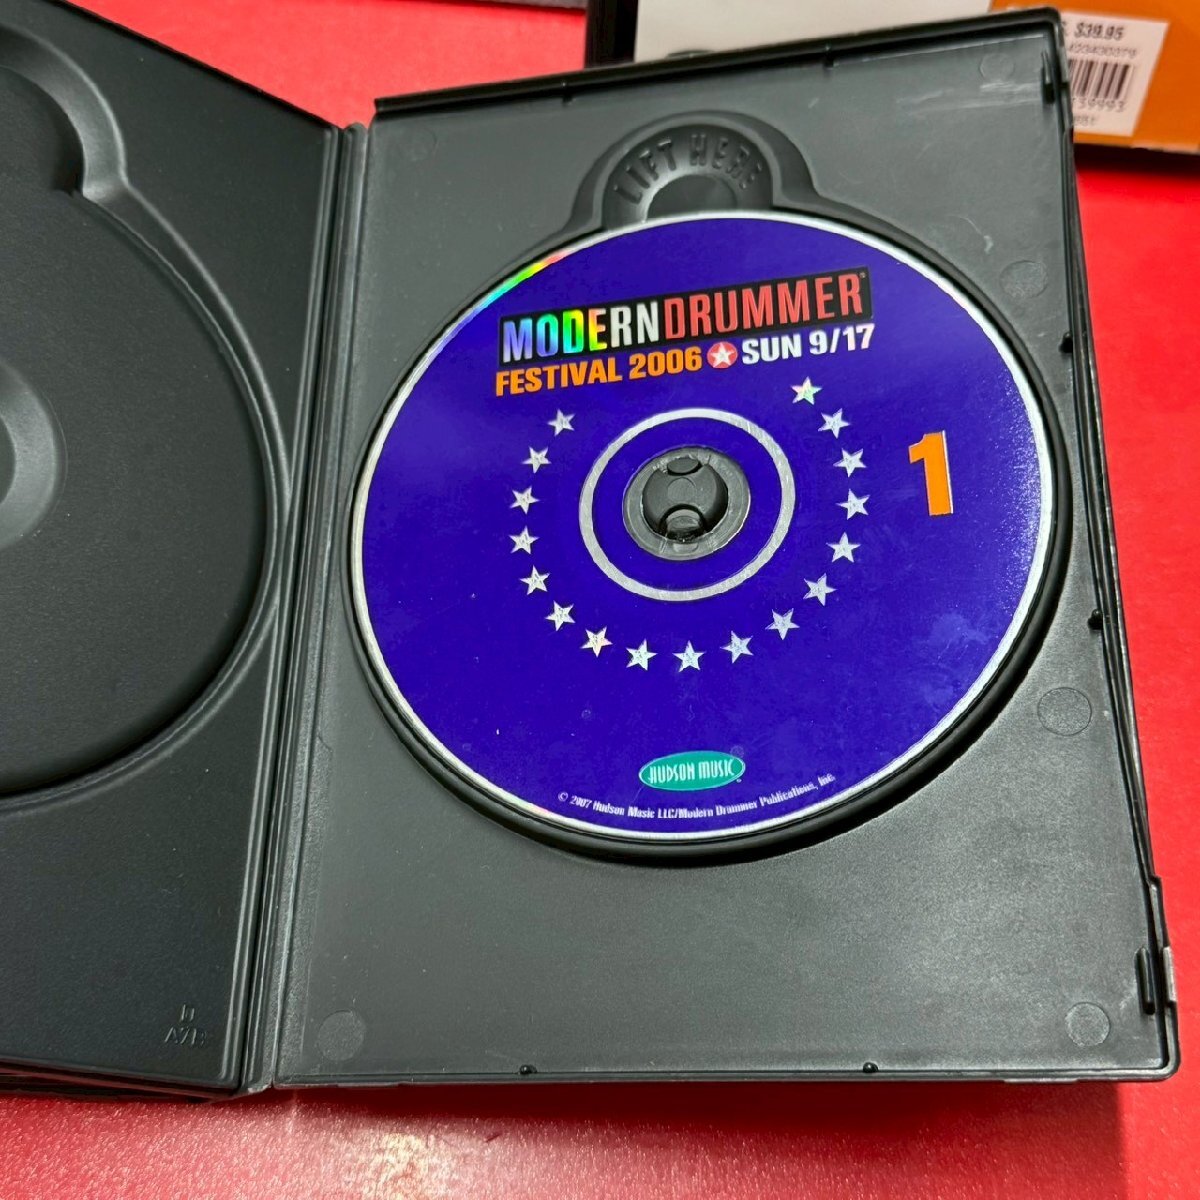 $39.95
LIFT HERE
MODERNDRUMMER
FESTIVAL 2006 SUN 9/17
1
HUDSON MUSIC
© 2007 Hudson Music LLC/Modern Drummer Publications, Inc.